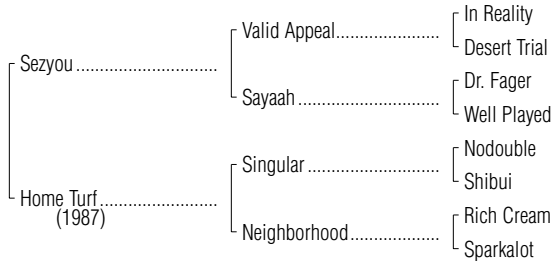 In Reality
Valid Appeal
Desert Trial
Sezyou
Dr. Fager
Sayaah
Well Played
Nodouble
Singular
Shibui
Home Turf
(1987)
Rich Cream
Neighborhood
Sparkalot